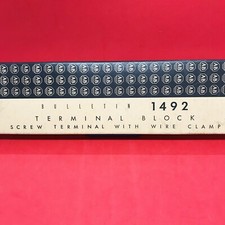 BULLETIN 1492
TERMINAL BLOCK
SCREW TERMINAL WITH WIRE CLAMP